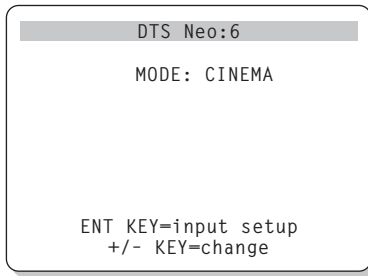 DTS Neo:6
MODE: CINEMA
ENT KEY=input setup
+/- KEY=change